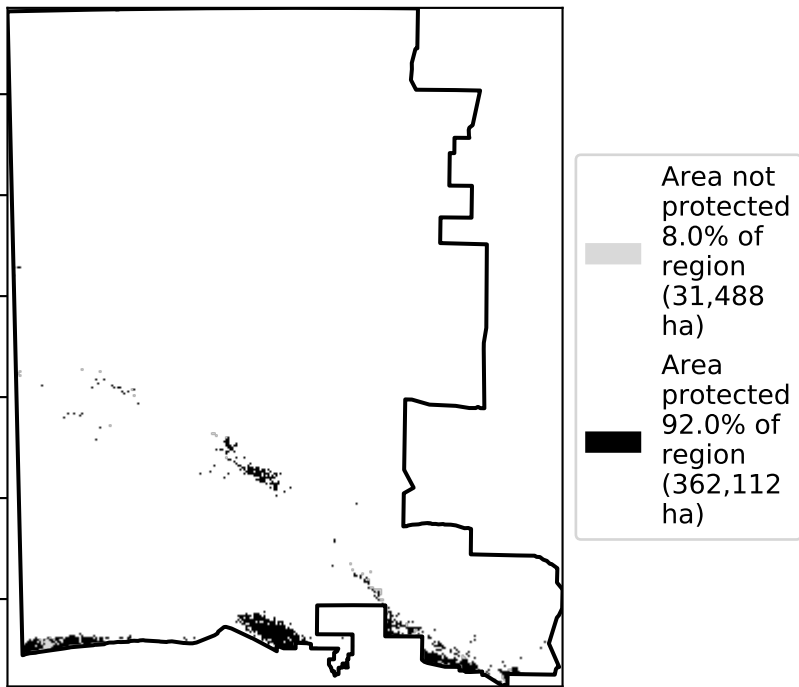 Area not
protected
8.0% of
region
(31,488
ha)
Area
protected
92.0% of
region
(362,112
ha)